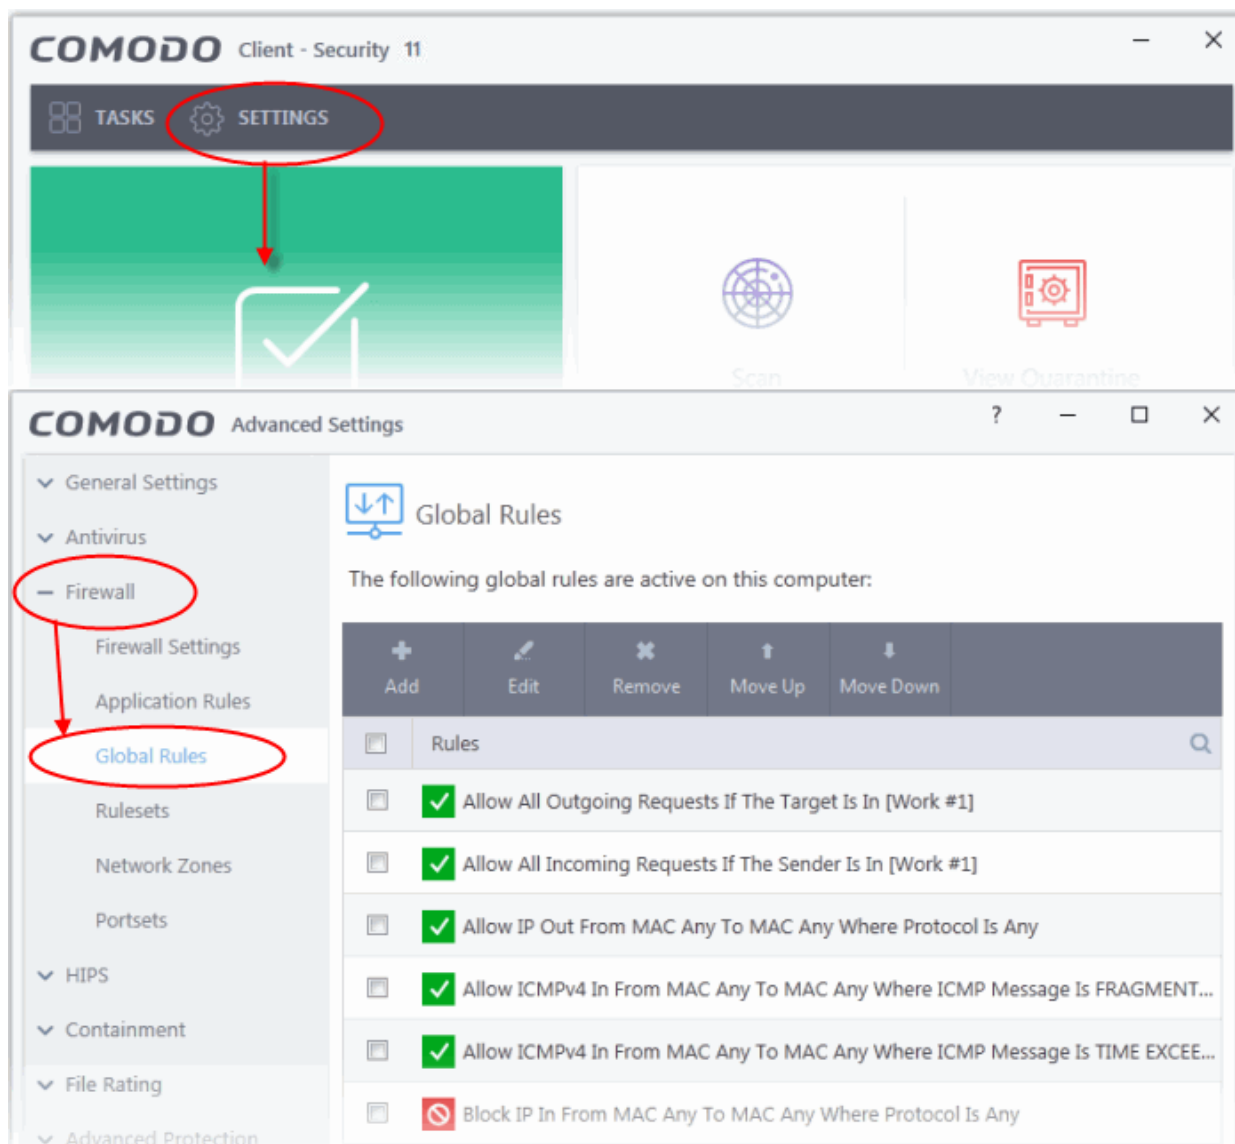 COMODO Client - Security 11
TASKS SETTINGS
Scan View Quarantine
COMODO Advanced Settings ?
General Settings
Antivirus
Firewall
Firewall Settings
Application Rules
Global Rules
Rulesets
Network Zones
Portsets
HIPS
Containment
File Rating
Advanced Protection
Global Rules
The following global rules are active on this computer:
Add Edit Remove Move Up Move Down
Rules
Allow All Outgoing Requests If The Target Is In [Work #1]
Allow All Incoming Requests If The Sender Is In [Work #1]
Allow IP Out From MAC Any To MAC Any Where Protocol Is Any
Allow ICMPv4 In From MAC Any To MAC Any Where ICMP Message Is FRAGMENT...
Allow ICMPv4 In From MAC Any To MAC Any Where ICMP Message Is TIME EXCEE...
Block IP In From MAC Any To MAC Any Where Protocol Is Any